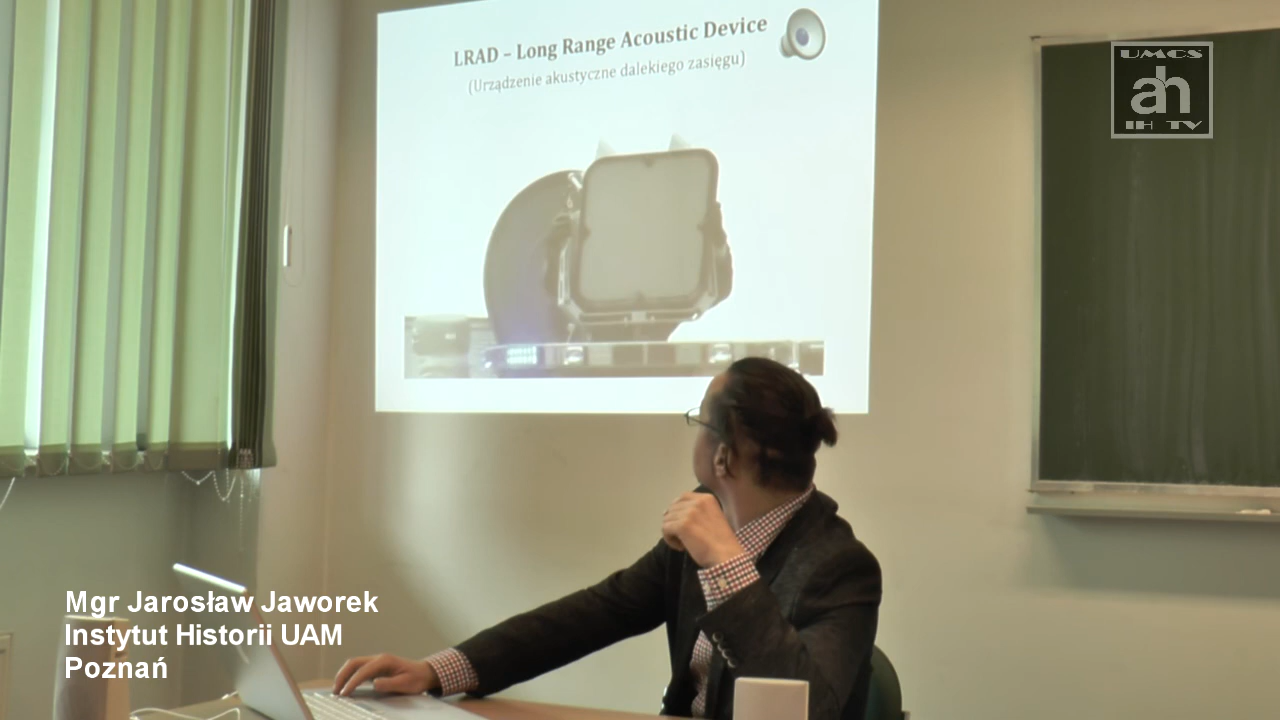 LRAD – Long Range Acoustic Device
(Urządzenie akustyczne dalekiego zasięgu)
UMCS
ah
IH TV
Mgr Jarosław Jaworek
Instytut Historii UAM
Poznań